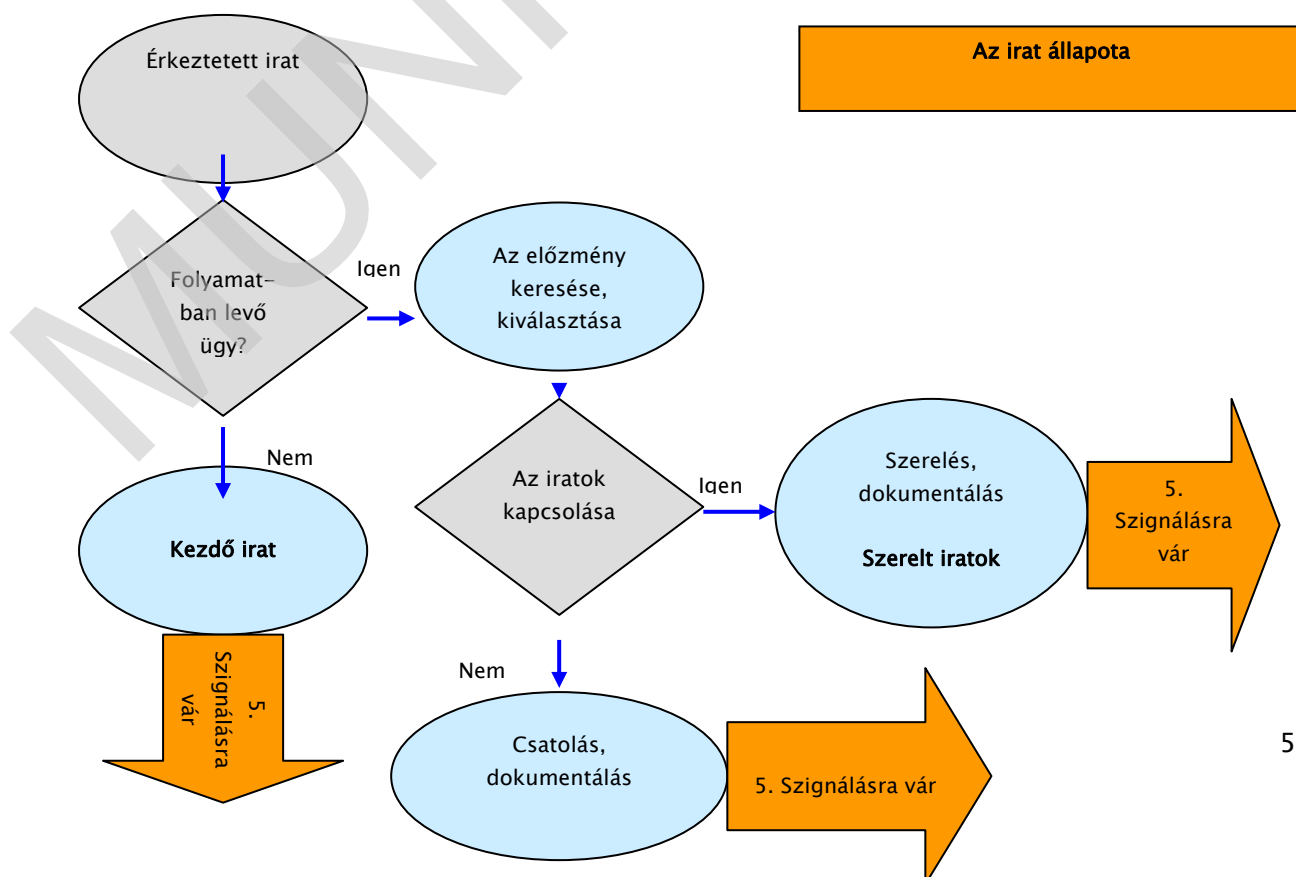 Érkeztetett irat
Az irat állapota
Folyamat-
ban levő
ügy?
Igen
Az előzmény
keresése,
kiválasztása
Nem
Kezdő irat
5.
Szignálásra
vár
Az iratok
kapcsolása
Igen
Szerelés,
dokumentálás
Szerelt iratok
5.
Szignálásra
vár
Nem
Csatolás,
dokumentálás
5. Szignálásra vár
5
MUN